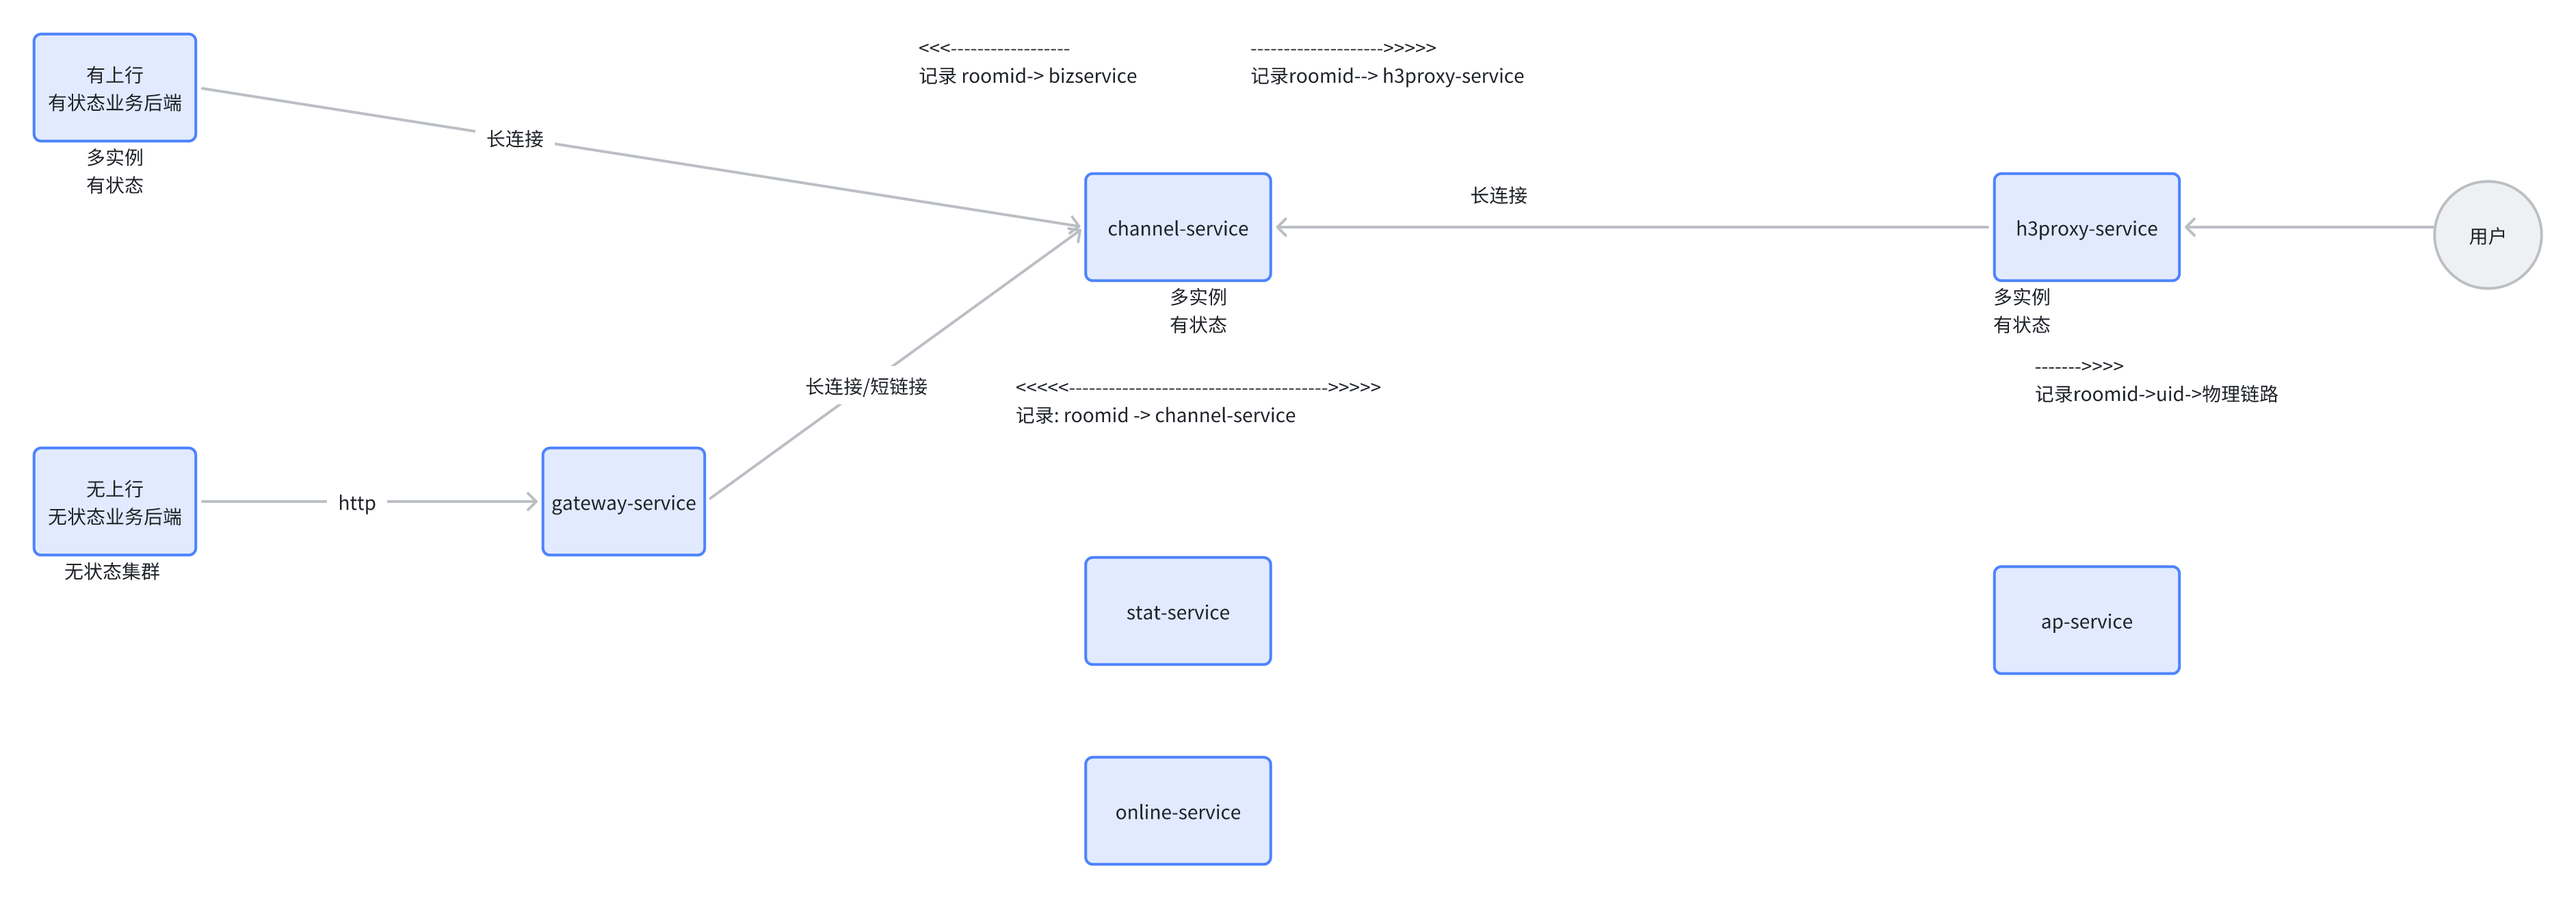 有上行
有状态业务后端
多实例
有状态
长连接
<<<------------------
记录 roomid-> bizservice
-------------------->>>>>
记录roomid--> h3proxy-service
channel-service
多实例
有状态
长连接
h3proxy-service
多实例
有状态
用户
------->>>>
记录roomid->uid->物理链路
长连接/短链接
<<<<<--------------------------------------->>>>>
记录: roomid -> channel-service
无上行
无状态业务后端
无状态集群
http
gateway-service
stat-service
ap-service
online-service